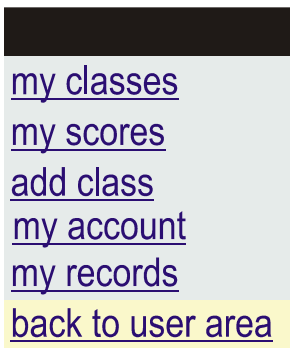 my classes
my scores
add class
my account
my records
back to user area